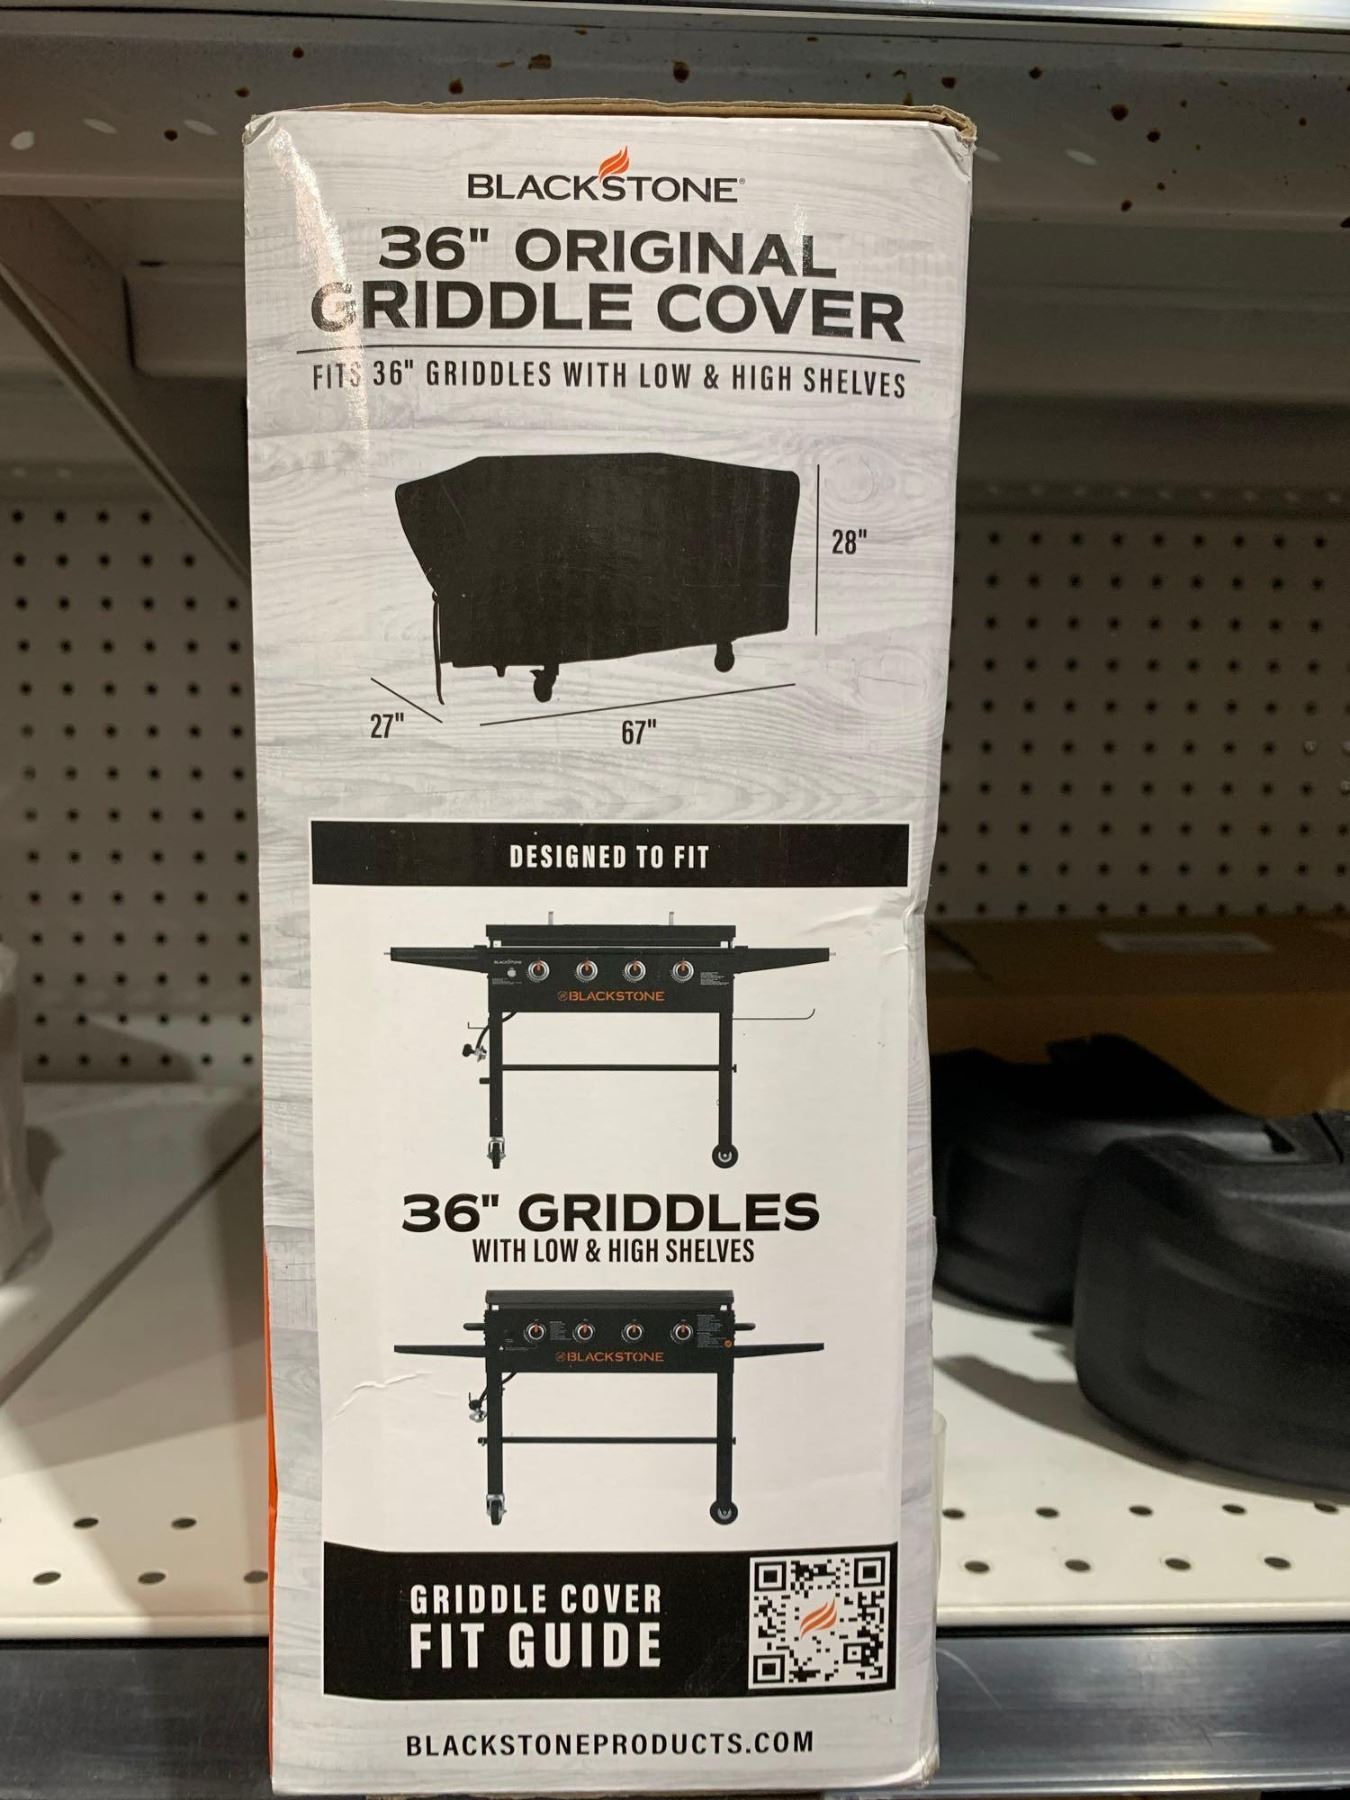 BLACKSTONE®
36" ORIGINAL
GRIDDLE COVER
FITS 36" GRIDDLES WITH LOW & HIGH SHELVES
28"
27"
67"
DESIGNED TO FIT
BLACKSTONE
BLACKSTONE
36" GRIDDLES
WITH LOW & HIGH SHELVES
BLACKSTONE
GRIDDLE COVER
FIT GUIDE
BLACKSTONEPRODUCTS.COM